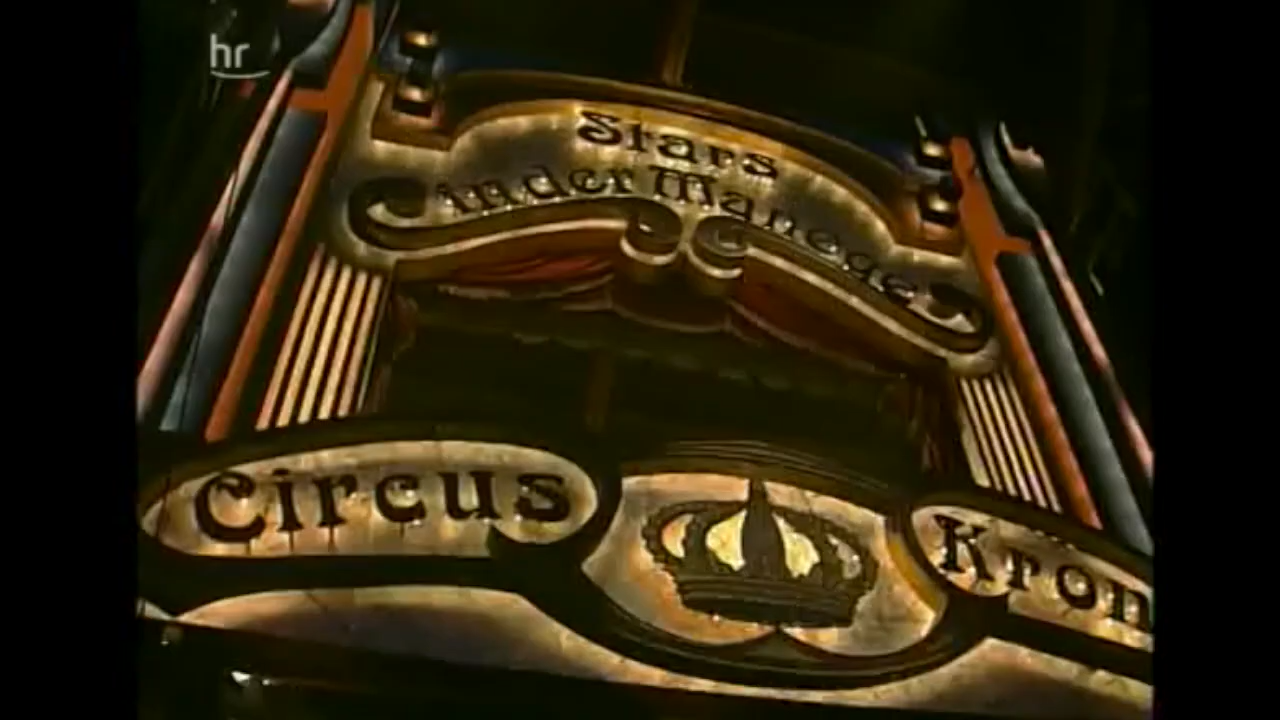 hr
Stars
in der Manege
Circus
Kron